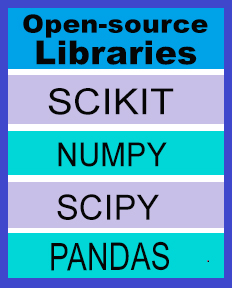 Open-source
Libraries
SCIKIT
NUMPY
SCIPY
PANDAS